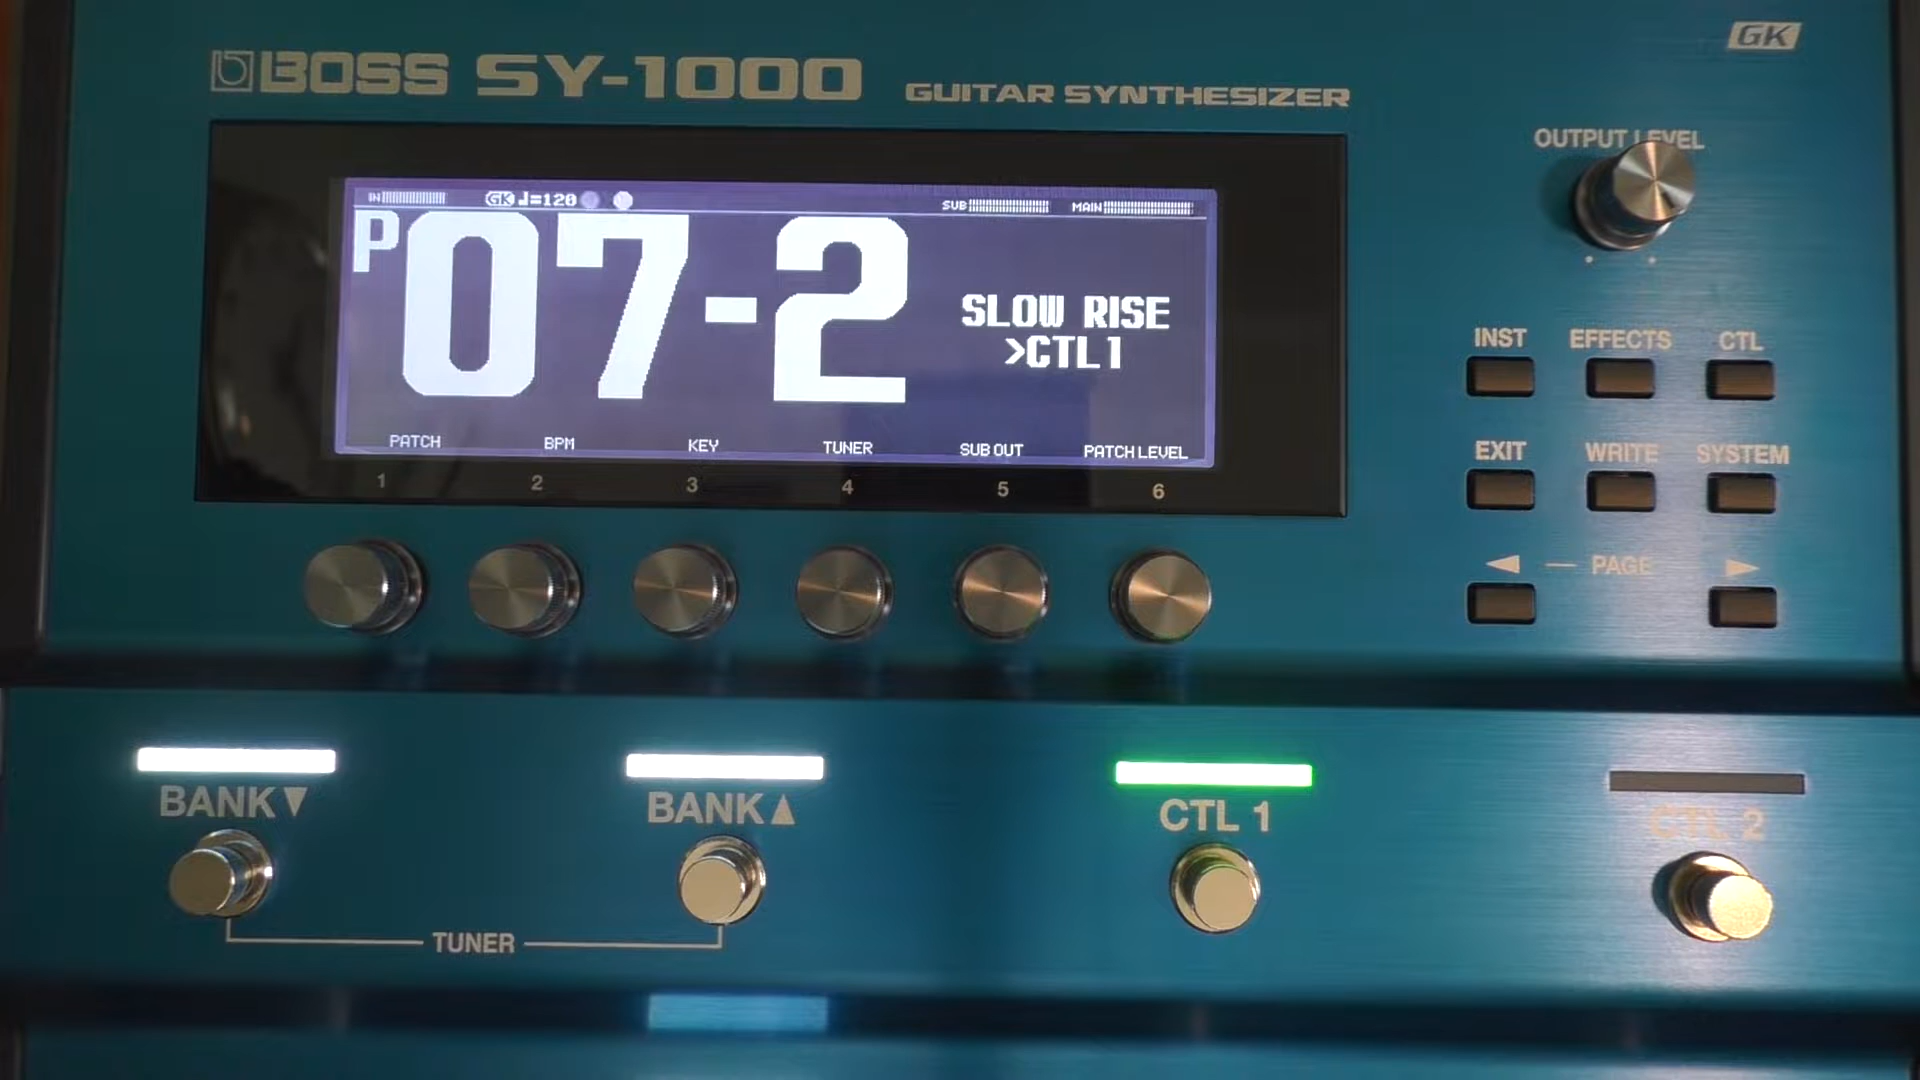 GK
BOSS SY-1000 GUITAR SYNTHESIZER
OUTPUT LEVEL
IN GK ♩=120 SUB MAIN
P07-2
SLOW RISE
>CTL1
PATCH BPM KEY TUNER SUB OUT PATCH LEVEL
1 2 3 4 5 6
INST EFFECTS CTL
EXIT WRITE SYSTEM
◀ — PAGE ▶
BANK▼ BANK▲ CTL 1 CTL 2
TUNER